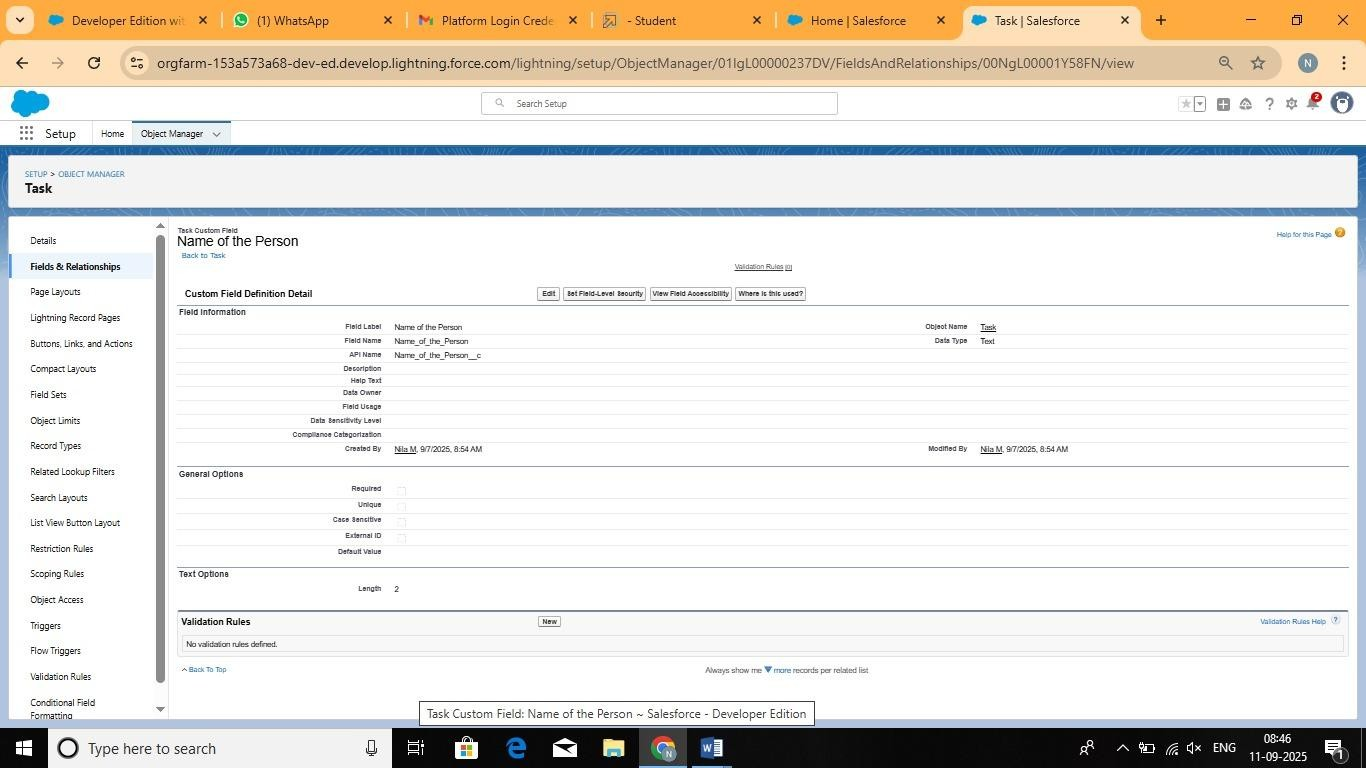 Developer Edition wit
(1) WhatsApp
Platform Login Crede
- Student
Home | Salesforce
Task | Salesforce
orgfarm-153a573a68-dev-ed.develop.lightning.force.com/lightning/setup/ObjectManager/01IgL00000237DV/FieldsAndRelationships/00NgL00001Y58FN/view
N
Search Setup
2
Setup
Home
Object Manager
SETUP > OBJECT MANAGER
Task
Details
Fields & Relationships
Page Layouts
Lightning Record Pages
Buttons, Links, and Actions
Compact Layouts
Field Sets
Object Limits
Record Types
Related Lookup Filters
Search Layouts
List View Button Layout
Restriction Rules
Scoping Rules
Object Access
Triggers
Flow Triggers
Validation Rules
Conditional Field
Formatting
Task Custom Field
Name of the Person
Back to Task
Help for this Page ?
Validation Rules [0]
Custom Field Definition Detail
Edit
Set Field-Level Security
View Field Accessibility
Where is this used?
Field Information
Field Label Name of the Person
Object Name Task
Field Name Name_of_the_Person
Data Type Text
API Name Name_of_the_Person__c
Description
Help Text
Data Owner
Field Usage
Data Sensitivity Level
Compliance Categorization
Created By Nila M, 9/7/2025, 8:54 AM
Modified By Nila M, 9/7/2025, 8:54 AM
General Options
Required
Unique
Case Sensitive
External ID
Default Value
Text Options
Length 2
Validation Rules
New
Validation Rules Help ?
No validation rules defined.
^ Back To Top
Always show me ▼ more records per related list
Task Custom Field: Name of the Person ~ Salesforce - Developer Edition
Type here to search
ENG
08:46
11-09-2025
1